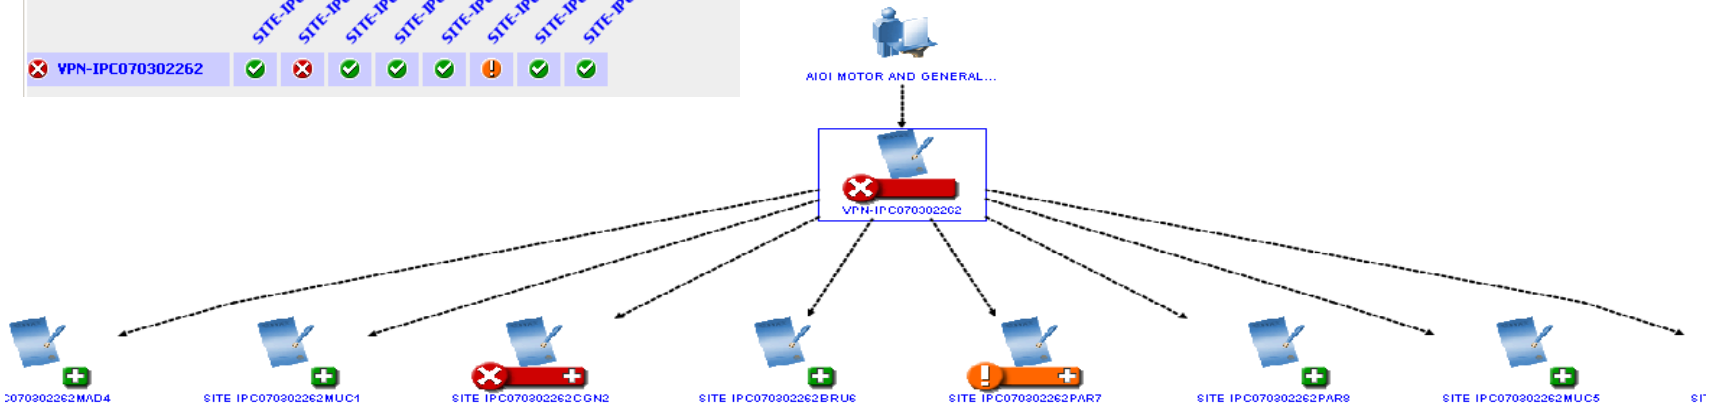 SITE-IPC
SITE-IPC
SITE-IPC
SITE-IPC
SITE-IPC
SITE-IPC
SITE-IPC
SITE-IPC
VPN-IPC070302262
AIOI MOTOR AND GENERAL...
VPN-IPC070302262
C070302262MAD4
SITE IPC070302262MUC1
SITE IPC070302262CGN2
SITE IPC070302262BRU6
SITE IPC070302262PAR7
SITE IPC070302262PAR8
SITE IPC070302262MUC5